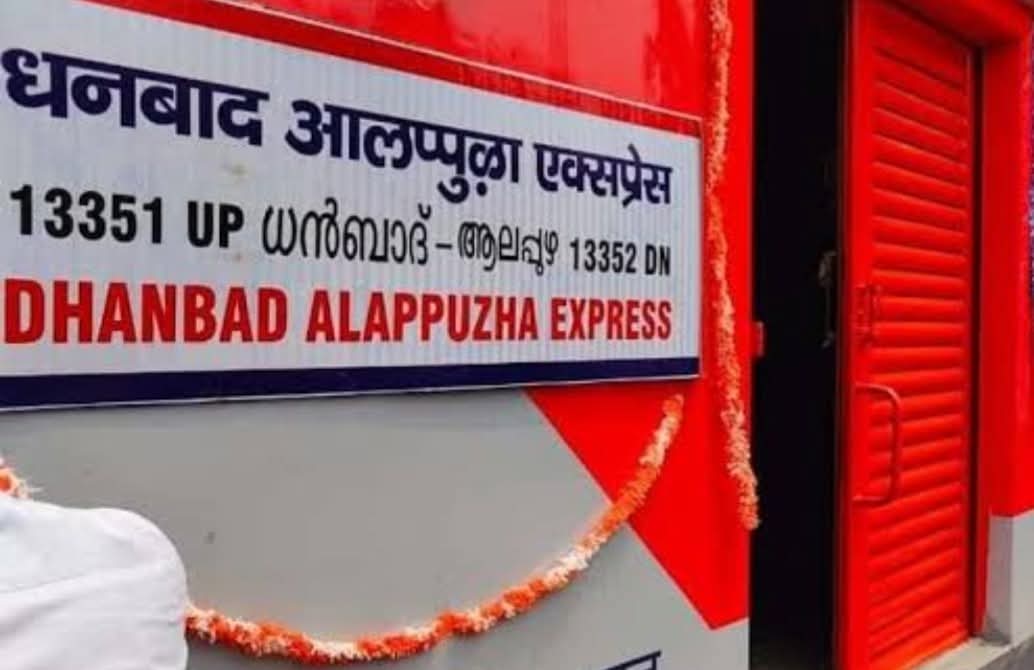 धनबाद आलप्पुऴा एक्सप्रेस
13351 UP ധൻബാദ് – ആലപ്പുഴ 13352 DN
DHANBAD ALAPPUZHA EXPRESS